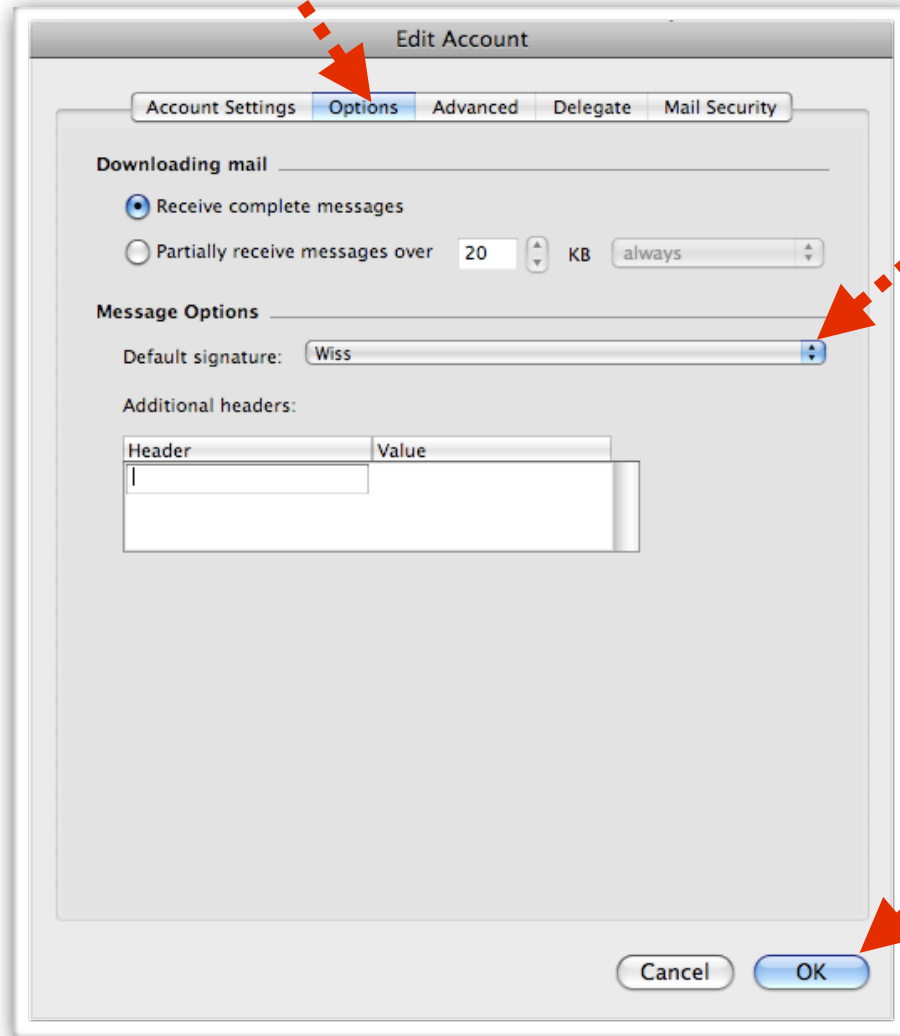 Edit Account
Account Settings Options Advanced Delegate Mail Security
Downloading mail
Receive complete messages
Partially receive messages over 20 KB always
Message Options
Default signature: Wiss
Additional headers:
Header Value
Cancel OK